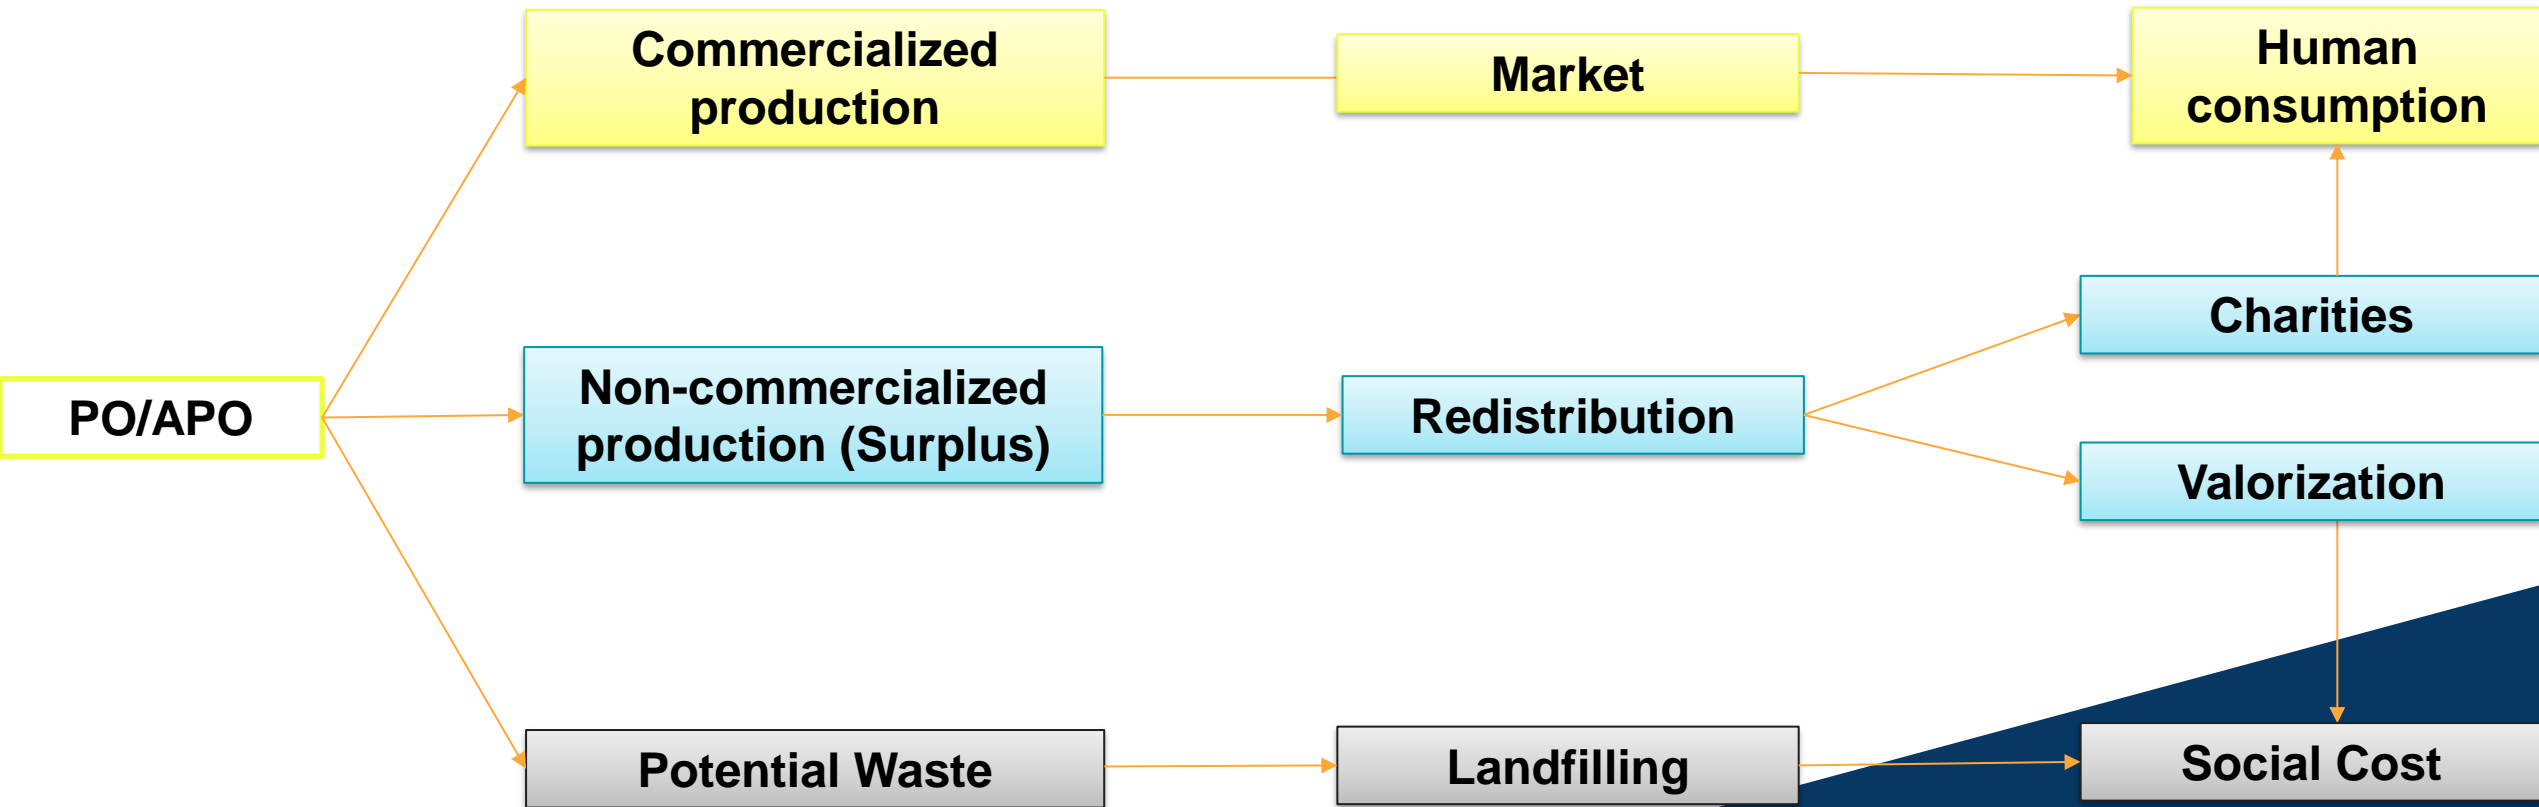 Commercialized
production
Market
Human
consumption
PO/APO
Non-commercialized
production (Surplus)
Redistribution
Charities
Valorization
Potential Waste
Landfilling
Social Cost